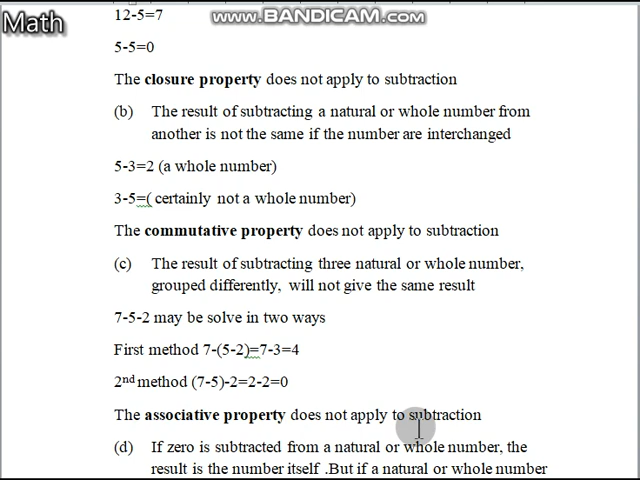 Math
www.BANDICAM.com
12-5=7
5-5=0
The closure property does not apply to subtraction
(b) The result of subtracting a natural or whole number from
another is not the same if the number are interchanged
5-3=2 (a whole number)
3-5=( certainly not a whole number)
The commutative property does not apply to subtraction
(c) The result of subtracting three natural or whole number,
grouped differently, will not give the same result
7-5-2 may be solve in two ways
First method 7-(5-2)=7-3=4
2nd method (7-5)-2=2-2=0
The associative property does not apply to subtraction
(d) If zero is subtracted from a natural or whole number, the
result is the number itself .But if a natural or whole number